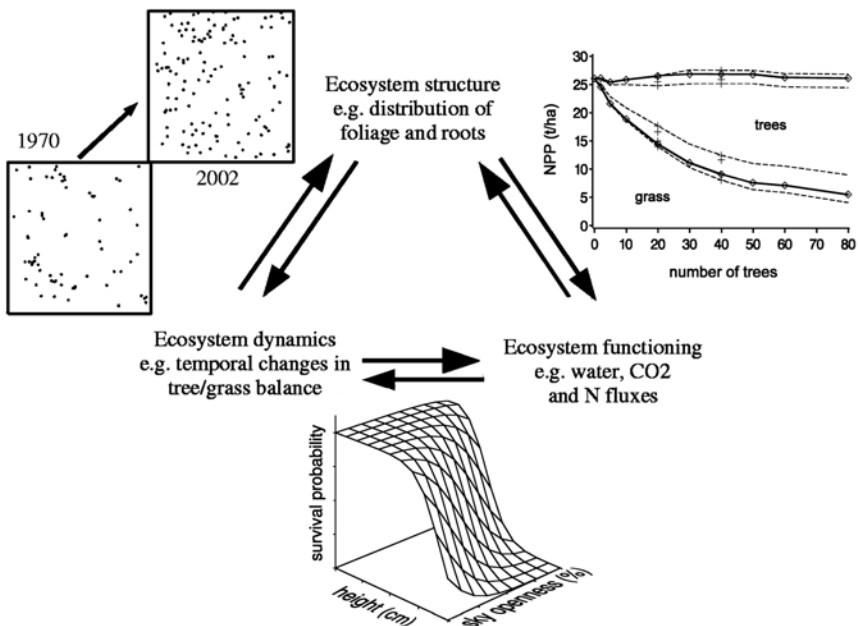 1970
2002
Ecosystem structure
e.g. distribution of
foliage and roots
30
25
20
15
10
5
0
NPP (t/ha)
trees
grass
0 10 20 30 40 50 60 70 80
number of trees
Ecosystem dynamics
e.g. temporal changes in
tree/grass balance
Ecosystem functioning
e.g. water, CO2
and N fluxes
survival probability
height (cm)
sky openness (%)